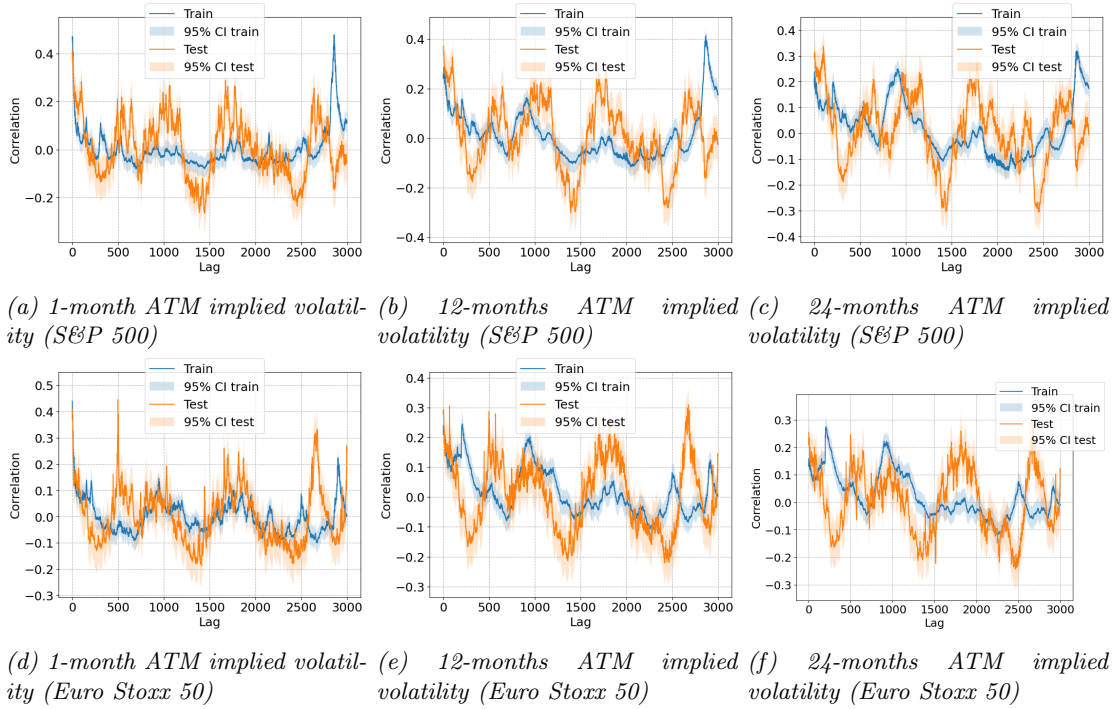 Train
95% CI train
Test
95% CI test
0.4
0.2
0.0
−0.2
Correlation
0 500 1000 1500 2000 2500 3000
Lag
Train
95% CI train
Test
95% CI test
0.4
0.2
0.0
−0.2
−0.4
Correlation
0 500 1000 1500 2000 2500 3000
Lag
Train
95% CI train
Test
95% CI test
0.3
0.2
0.1
0.0
−0.1
−0.2
−0.3
−0.4
Correlation
0 500 1000 1500 2000 2500 3000
Lag
(a) 1-month ATM implied volatil-
ity (S&P 500)
(b) 12-months ATM implied
volatility (S&P 500)
(c) 24-months ATM implied
volatility (S&P 500)
Train
95% CI train
Test
95% CI test
0.5
0.4
0.3
0.2
0.1
0.0
−0.1
−0.2
−0.3
Correlation
0 500 1000 1500 2000 2500 3000
Lag
Train
95% CI train
Test
95% CI test
0.4
0.3
0.2
0.1
0.0
−0.1
−0.2
−0.3
Correlation
0 500 1000 1500 2000 2500 3000
Lag
Train
95% CI train
Test
95% CI test
0.3
0.2
0.1
0.0
−0.1
−0.2
−0.3
Correlation
0 500 1000 1500 2000 2500 3000
Lag
(d) 1-month ATM implied volatil-
ity (Euro Stoxx 50)
(e) 12-months ATM implied
volatility (Euro Stoxx 50)
(f) 24-months ATM implied
volatility (Euro Stoxx 50)